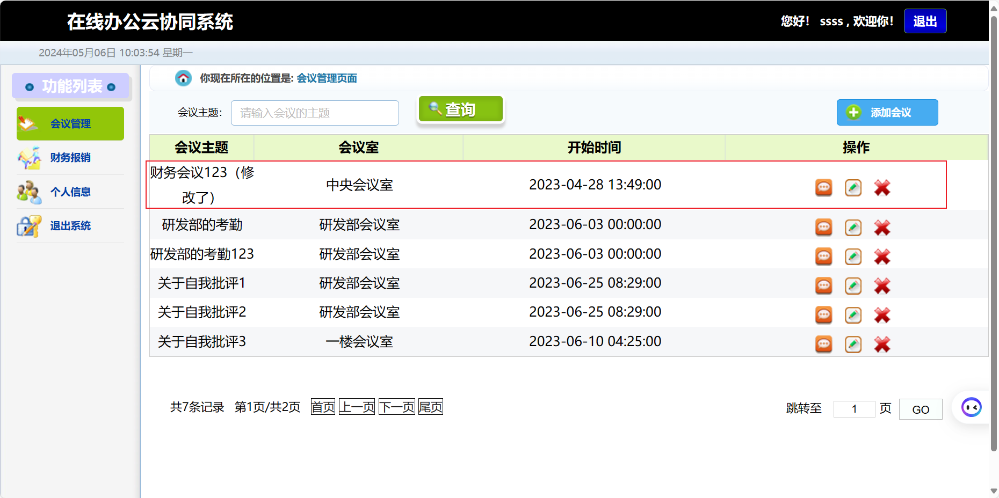 在线办公云协同系统
您好！ ssss , 欢迎你！ 退出
2024年05月06日 10:03:54 星期一
功能列表
会议管理
财务报销
个人信息
退出系统
你现在所在的位置是: 会议管理页面
会议主题： 请输入会议的主题 查询 添加会议
会议主题 会议室 开始时间 操作
财务会议123（修
改了） 中央会议室 2023-04-28 13:49:00
研发部的考勤 研发部会议室 2023-06-03 00:00:00
研发部的考勤123 研发部会议室 2023-06-03 00:00:00
关于自我批评1 研发部会议室 2023-06-25 08:29:00
关于自我批评2 研发部会议室 2023-06-25 08:29:00
关于自我批评3 一楼会议室 2023-06-10 04:25:00
共7条记录 第1页/共2页 首页 上一页 下一页 尾页 跳转至 1 页 GO